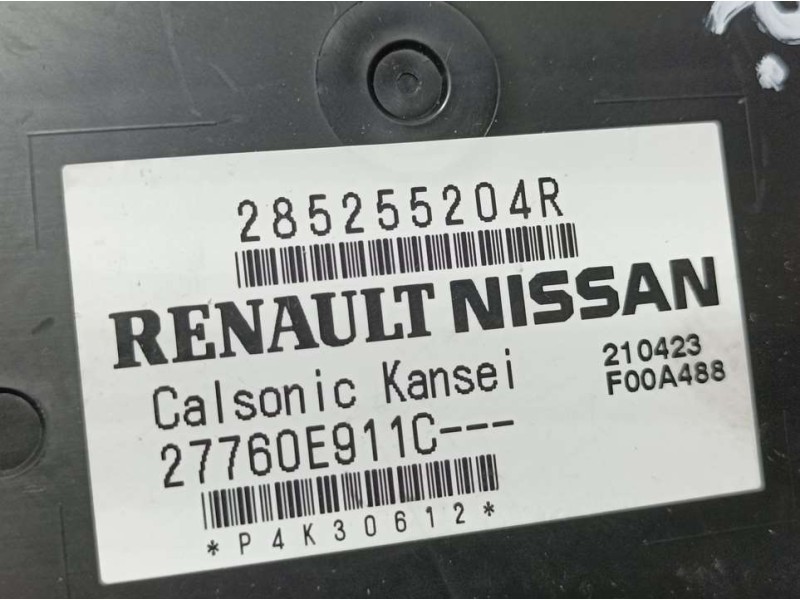 285255204R
RENAULT NISSAN
Calsonic Kansei
210423
F00A488
27760E911C---
*P4K30612*